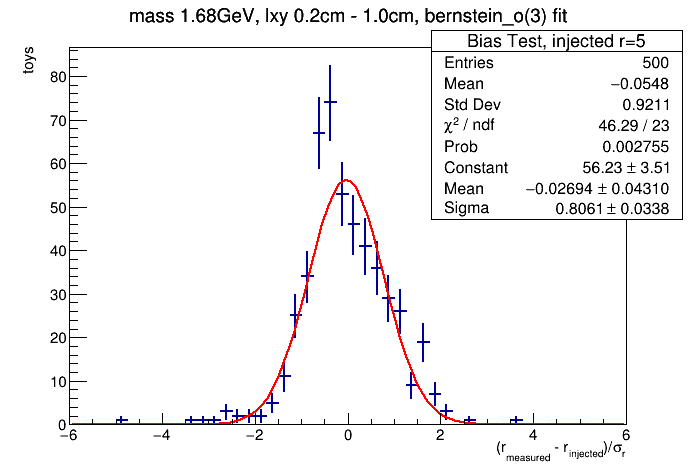 mass 1.68GeV, lxy 0.2cm - 1.0cm, bernstein_o(3) fit
Bias Test, injected r=5
Entries 500
Mean −0.0548
Std Dev 0.9211
χ² / ndf 46.29 / 23
Prob 0.002755
Constant 56.23 ± 3.51
Mean −0.02694 ± 0.04310
Sigma 0.8061 ± 0.0338
toys
80
70
60
50
40
30
20
10
0
−6 −4 −2 0 2 4 6
(r_measured - r_injected)/σ_r